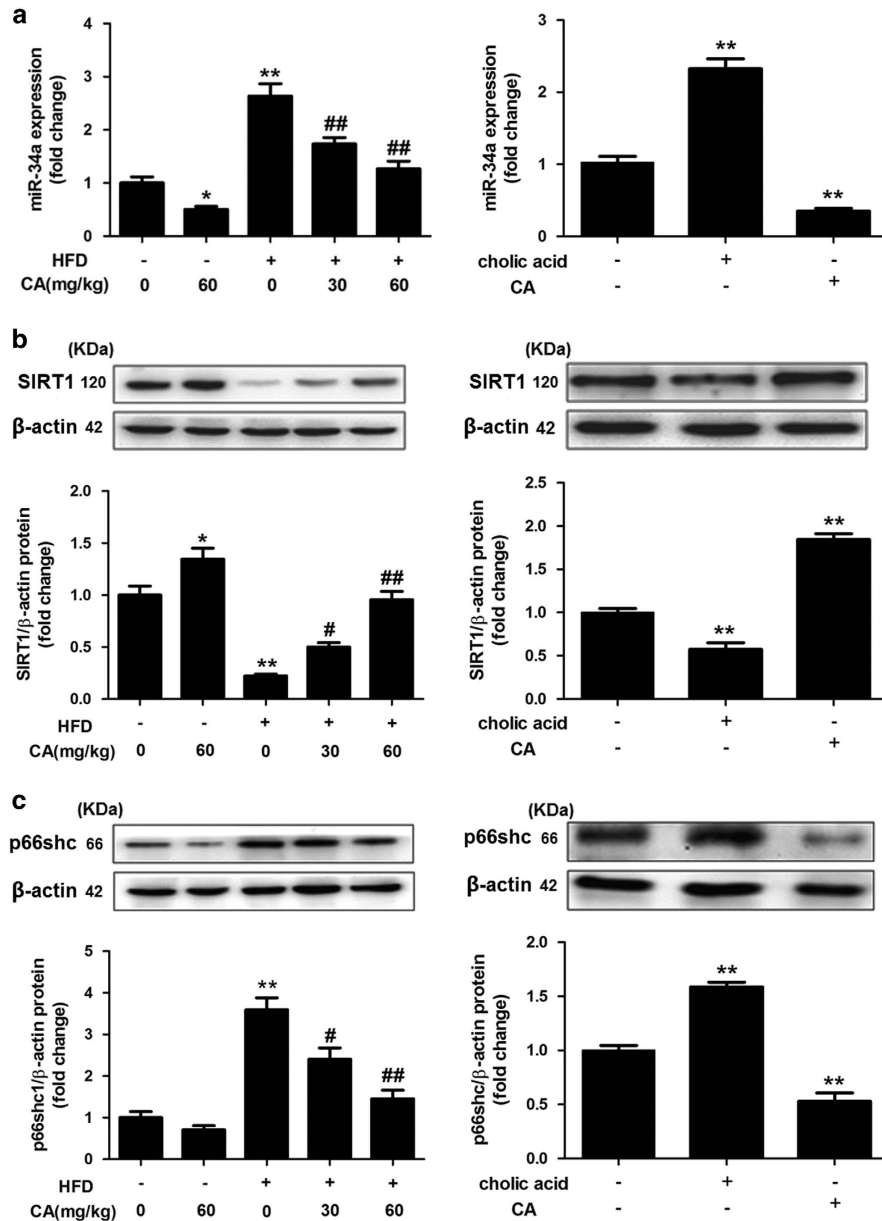 a
miR-34a expression
(fold change)
4
3
2
1
0
*
**
##
##
HFD - - + + +
CA(mg/kg) 0 60 0 30 60
miR-34a expression
(fold change)
3
2
1
0
**
**
cholic acid - + -
CA - - +
b
(KDa)
SIRT1 120
β-actin 42
SIRT1/β-actin protein
(fold change)
2.0
1.5
1.0
0.5
0.0
*
**
#
##
HFD - - + + +
CA(mg/kg) 0 60 0 30 60
(KDa)
SIRT1 120
β-actin 42
SIRT1/β-actin protein
(fold change)
2.5
2.0
1.5
1.0
0.5
0.0
**
**
cholic acid - + -
CA - - +
c
(KDa)
p66shc 66
β-actin 42
p66shc1/β-actin protein
(fold change)
5
4
3
2
1
0
**
#
##
HFD - - + + +
CA(mg/kg) 0 60 0 30 60
(KDa)
p66shc 66
β-actin 42
p66shc/β-actin protein
(fold change)
2.0
1.5
1.0
0.5
0.0
**
**
cholic acid - + -
CA - - +